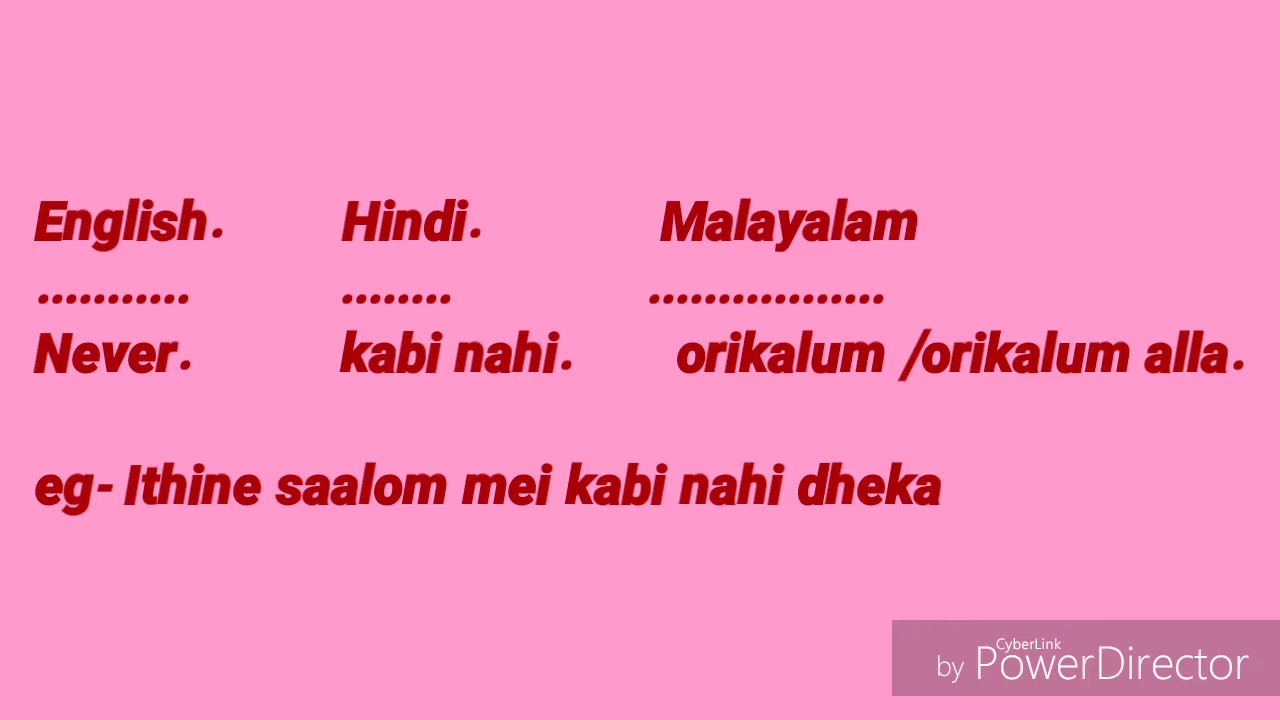 English. Hindi. Malayalam
........... ........ .................
Never. kabi nahi. orikalum /orikalum alla.
eg- Ithine saalom mei kabi nahi dheka
CyberLink
by PowerDirector